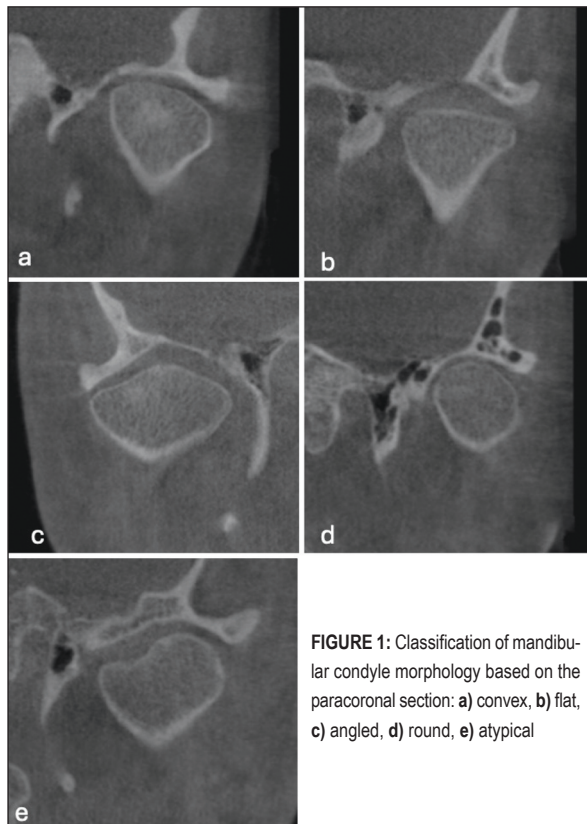 a
b
c
d
e
FIGURE 1: Classification of mandibu-
lar condyle morphology based on the
paracoronal section: a) convex, b) flat,
c) angled, d) round, e) atypical